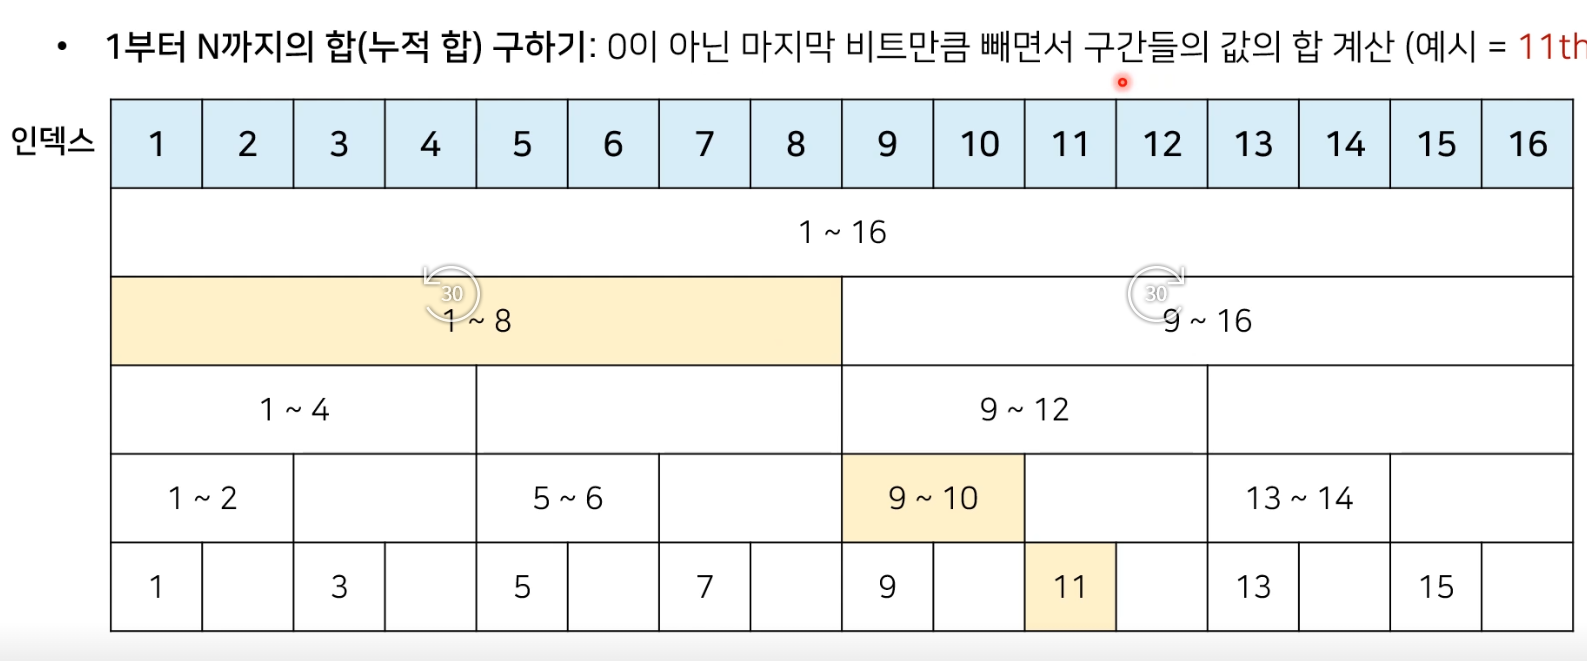 • 1부터 N까지의 합(누적 합) 구하기: 0이 아닌 마지막 비트만큼 빼면서 구간들의 값의 합 계산 (예시 = 11th
인덱스 1 2 3 4 5 6 7 8 9 10 11 12 13 14 15 16
1 ~ 16
30 30
1 ~ 8 9 ~ 16
1 ~ 4 9 ~ 12
1 ~ 2 5 ~ 6 9 ~ 10 13 ~ 14
1 3 5 7 9 11 13 15